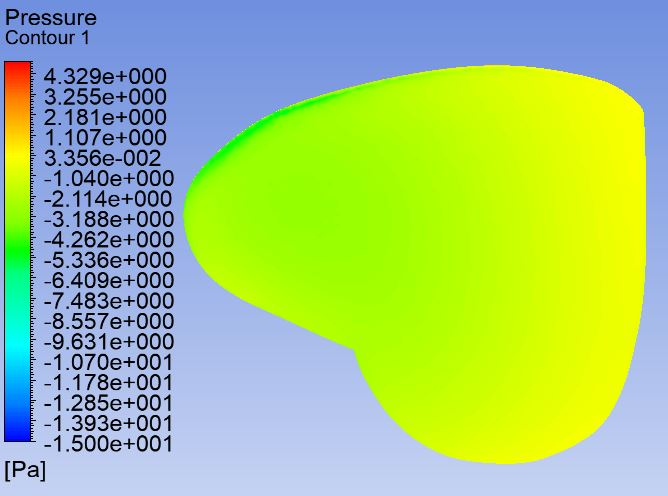 Pressure
Contour 1
4.329e+000
3.255e+000
2.181e+000
1.107e+000
3.356e-002
-1.040e+000
-2.114e+000
-3.188e+000
-4.262e+000
-5.336e+000
-6.409e+000
-7.483e+000
-8.557e+000
-9.631e+000
-1.070e+001
-1.178e+001
-1.285e+001
-1.393e+001
-1.500e+001
[Pa]